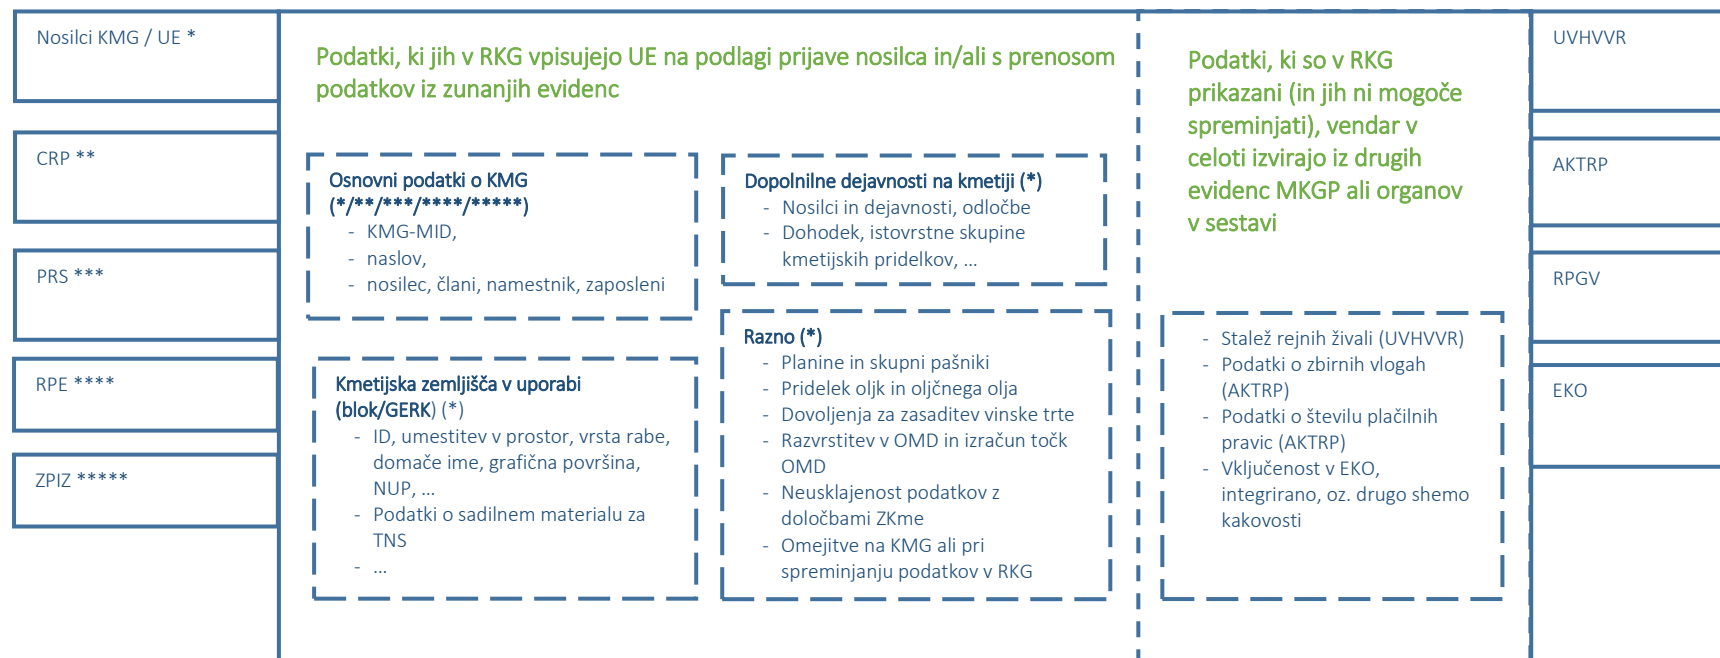 Nosilci KMG / UE *
CRP **
PRS ***
RPE ****
ZPIZ *****
Podatki, ki jih v RKG vpisujejo UE na podlagi prijave nosilca in/ali s prenosom
podatkov iz zunanjih evidenc
Osnovni podatki o KMG
(*/**/***/****/*****)
- KMG-MID,
- naslov,
- nosilec, člani, namestnik, zaposleni
Kmetijska zemljišča v uporabi
(blok/GERK) (*)
- ID, umestitev v prostor, vrsta rabe,
domače ime, grafična površina,
NUP, ...
- Podatki o sadilnem materialu za
TNS
- ...
Dopolnilne dejavnosti na kmetiji (*)
- Nosilci in dejavnosti, odločbe
- Dohodek, istovrstne skupine
kmetijskih pridelkov, ...
Razno (*)
- Planine in skupni pašniki
- Pridelek oljk in oljčnega olja
- Dovoljenja za zasaditev vinske trte
- Razvrstitev v OMD in izračun točk
OMD
- Neusklajenost podatkov z
določbami ZKme
- Omejitve na KMG ali pri
spreminjanju podatkov v RKG
Podatki, ki so v RKG
prikazani (in jih ni mogoče
spreminjati), vendar v
celoti izvirajo iz drugih
evidenc MKGP ali organov
v sestavi
- Stalež rejnih živali (UVHVVR)
- Podatki o zbirnih vlogah
(AKTRP)
- Podatki o številu plačilnih
pravic (AKTRP)
- Vključenost v EKO,
integrirano, oz. drugo shemo
kakovosti
UVHVVR
AKTRP
RPGV
EKO